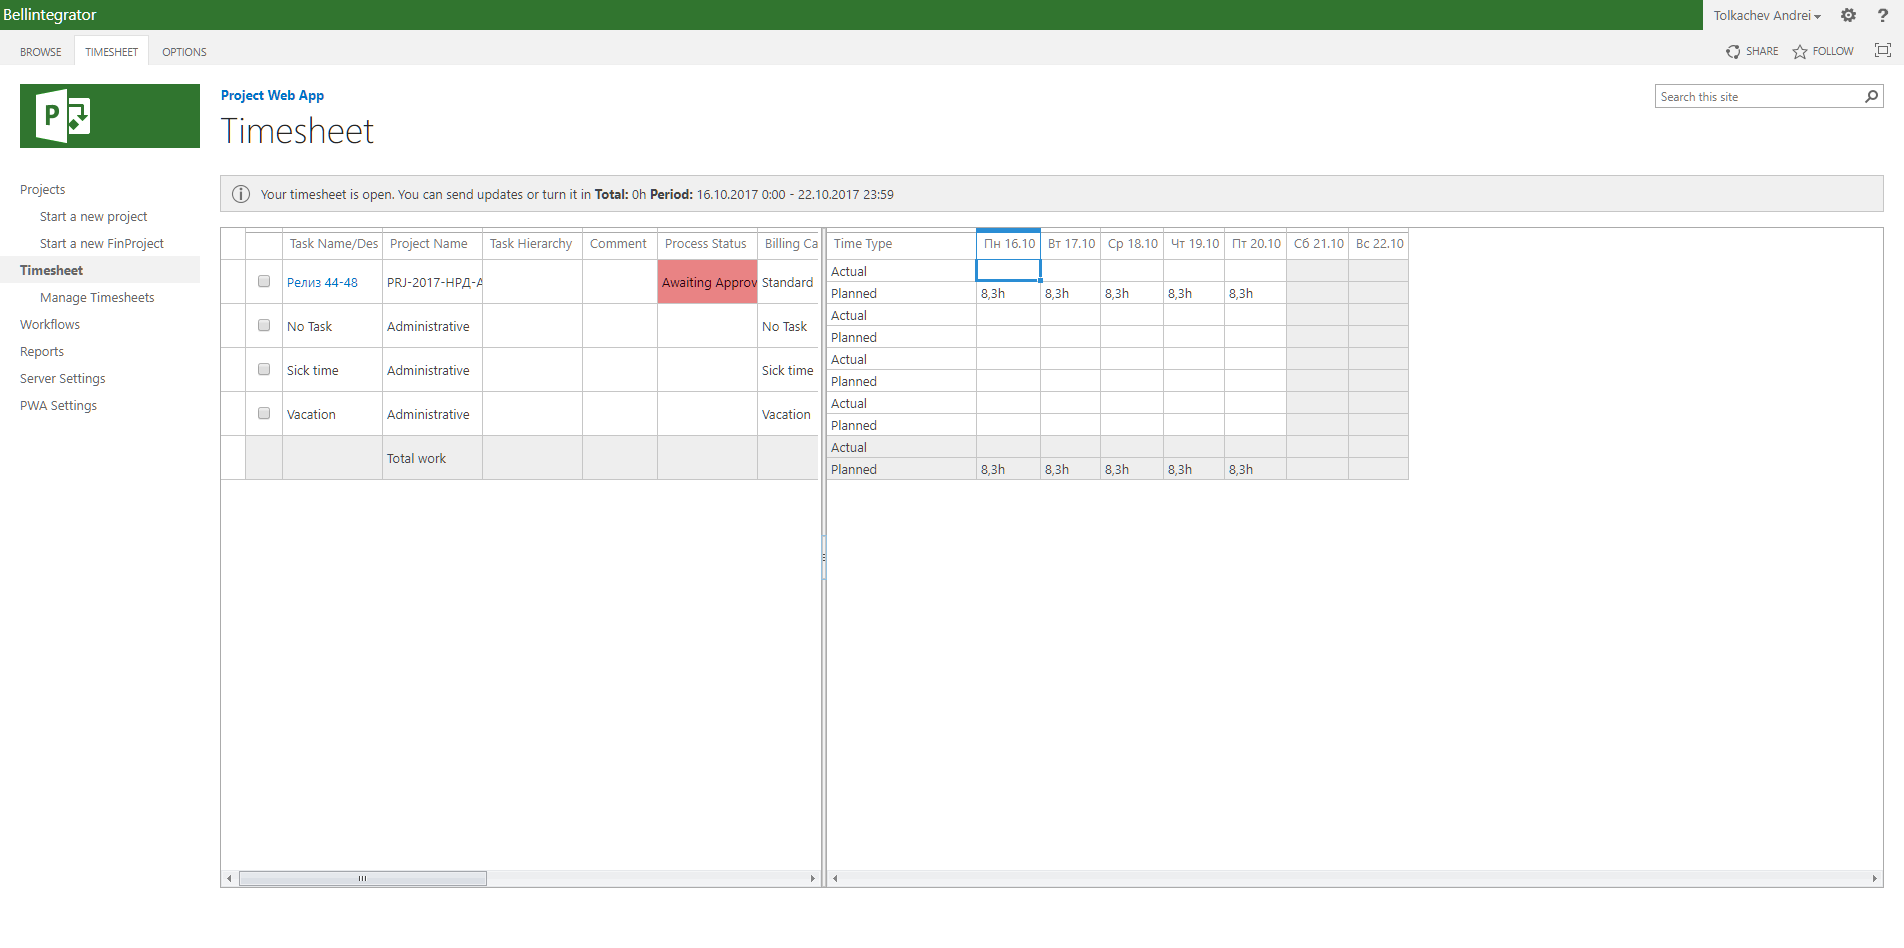 Bellintegrator
Tolkachev Andrei
?
BROWSE TIMESHEET OPTIONS
SHARE FOLLOW
P
Project Web App
Timesheet
Search this site
Projects
Start a new project
Start a new FinProject
Timesheet
Manage Timesheets
Workflows
Reports
Server Settings
PWA Settings
Your timesheet is open. You can send updates or turn it in Total: 0h Period: 16.10.2017 0:00 - 22.10.2017 23:59
Task Name/Des Project Name Task Hierarchy Comment Process Status Billing Ca Time Type Пн 16.10 Вт 17.10 Ср 18.10 Чт 19.10 Пт 20.10 Сб 21.10 Вс 22.10
Релиз 44-48 PRJ-2017-НРД-А Awaiting Approv Standard
Actual
Planned 8,3h 8,3h 8,3h 8,3h 8,3h
No Task Administrative No Task
Actual
Planned
Sick time Administrative Sick time
Actual
Planned
Vacation Administrative Vacation
Actual
Planned
Total work
Actual
Planned 8,3h 8,3h 8,3h 8,3h 8,3h